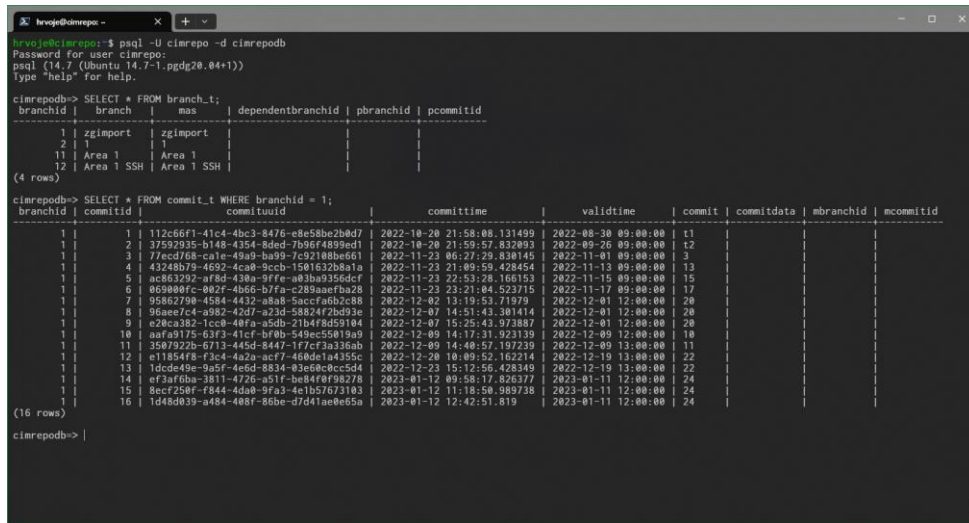 hrvoje@cimrepo: ~
hrvoje@cimrepo:~$ psql -U cimrepo -d cimrepodb
Password for user cimrepo:
psql (14.7 (Ubuntu 14.7-1.pgdg20.04+1))
Type "help" for help.
cimrepodb=> SELECT * FROM branch_t;
branchid | branch | mas | dependentbranchid | pbranchid | pcommitid
1 | zgimport | zgimport | | |
2 | 1 | 1 | | |
11 | Area 1 | Area 1 | | |
12 | Area 1 SSH | Area 1 SSH | | |
(4 rows)
cimrepodb=> SELECT * FROM commit_t WHERE branchid = 1;
branchid | commitid | commituuid | committime | validtime | commit | commitdata | mbranchid | mcommitid
1 | 1 | 112c66f1-41c4-4bc3-8476-e8e58be2b0d7 | 2022-10-20 21:58:08.131499 | 2022-08-30 09:00:00 | t1 | | |
1 | 2 | 37592935-b148-4354-8ded-7b96f4899ed1 | 2022-10-20 21:59:57.832093 | 2022-09-26 09:00:00 | t2 | | |
1 | 3 | 77ecd768-ca1e-49a9-ba99-7c92108be661 | 2022-11-23 06:27:29.830145 | 2022-11-01 09:00:00 | 3 | | |
1 | 4 | 43248b79-4692-4ca0-9ccb-1501632b8a1a | 2022-11-23 21:09:59.428454 | 2022-11-13 09:00:00 | 13 | | |
1 | 5 | ac863292-af8d-430a-9ffe-a03ba9356dcf | 2022-11-23 22:53:28.166153 | 2022-11-15 09:00:00 | 15 | | |
1 | 6 | 069000fc-002f-4b66-b7fa-c289aaefba28 | 2022-11-23 23:21:04.523715 | 2022-11-17 09:00:00 | 17 | | |
1 | 7 | 95862790-4584-4432-a8a8-5accfa6b2c88 | 2022-12-02 13:19:53.71979 | 2022-12-01 12:00:00 | 20 | | |
1 | 8 | 96aee7c4-a982-42d7-a23d-58824f2bd93e | 2022-12-07 14:51:43.301414 | 2022-12-01 12:00:00 | 20 | | |
1 | 9 | e20ca382-1cc0-40fa-a5db-21b4f8d59104 | 2022-12-07 15:25:43.973887 | 2022-12-01 12:00:00 | 20 | | |
1 | 10 | aafa9175-63f3-41cf-bf0b-549ec55019a9 | 2022-12-09 14:17:31.923139 | 2022-12-09 12:00:00 | 10 | | |
1 | 11 | 3507922b-6713-445d-8447-1f7cf3a336ab | 2022-12-09 14:40:57.197239 | 2022-12-09 13:00:00 | 11 | | |
1 | 12 | e11854f8-f3c4-4a2a-acf7-460de1a4355c | 2022-12-20 10:09:52.162214 | 2022-12-19 13:00:00 | 22 | | |
1 | 13 | 1dcde49e-9a5f-4e6d-8834-03e60c0cc5d4 | 2022-12-23 15:12:56.428349 | 2022-12-19 13:00:00 | 22 | | |
1 | 14 | ef3af6ba-3811-4726-a51f-be84f0f98278 | 2023-01-12 09:58:17.826377 | 2023-01-11 12:00:00 | 24 | | |
1 | 15 | 8ecf250f-f844-4da0-9fa3-4e1b57673103 | 2023-01-12 11:18:50.989738 | 2023-01-11 12:00:00 | 24 | | |
1 | 16 | 1d48d039-a484-408f-86be-d7d41ae0e65a | 2023-01-12 12:42:51.819 | 2023-01-11 12:00:00 | 24 | | |
(16 rows)
cimrepodb=>